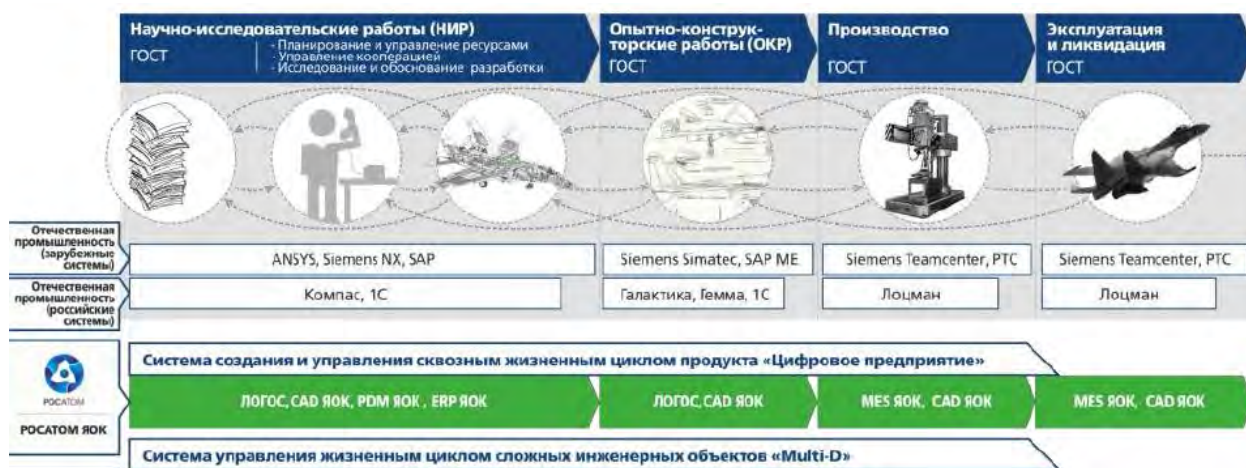 Научно-исследовательские работы (НИР)
ГОСТ
- Планирование и управление ресурсами
- Управление кооперацией
- Исследование и обоснование разработки
Опытно-конструк-
торские работы (ОКР)
ГОСТ
Производство
ГОСТ
Эксплуатация
и ликвидация
ГОСТ
Отечественная
промышленность
(зарубежные
системы)
ANSYS, Siemens NX, SAP
Siemens Simatec, SAP ME
Siemens Teamcenter, PTC
Siemens Teamcenter, PTC
Отечественная
промышленность
(российские
системы)
Компас, 1С
Галактика, Гемма, 1С
Лоцман
Лоцман
РОСАТОМ
РОСАТОМ ЯОК
Система создания и управления сквозным жизненным циклом продукта «Цифровое предприятие»
ЛОГОС, CAD ЯОК, PDM ЯОК , ERP ЯОК
ЛОГОС, CAD ЯОК
MES ЯОК, CAD ЯОК
MES ЯОК, CAD ЯОК
Система управления жизненным циклом сложных инженерных объектов «Multi-D»